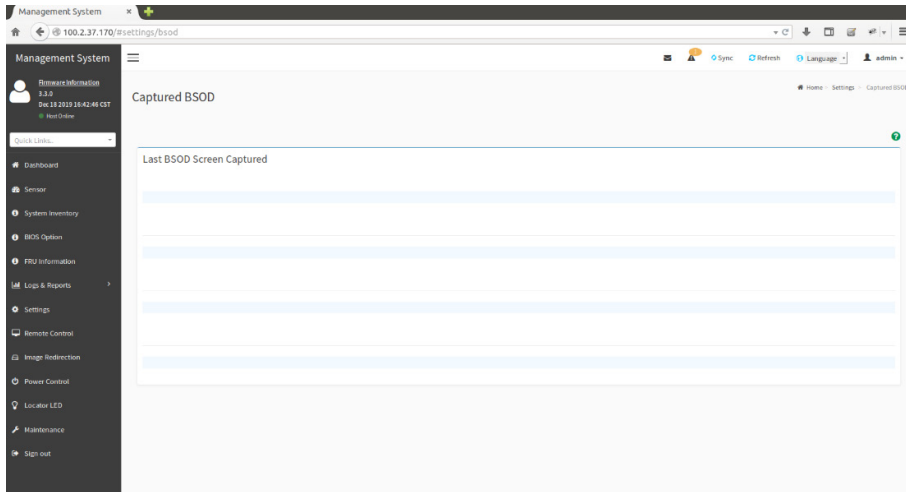 Management System
100.2.37.170/#settings/bsod
Management System
Sync
Refresh
Language
admin
Firmware Information
3.3.0
Dec 18 2019 16:42:46 CST
Host Online
Captured BSOD
Home - Settings - Captured BSOD
Quick Links..
Last BSOD Screen Captured
Dashboard
Sensor
System Inventory
BIOS Option
FRU Information
Logs & Reports
Settings
Remote Control
Image Redirection
Power Control
Locator LED
Maintenance
Sign out